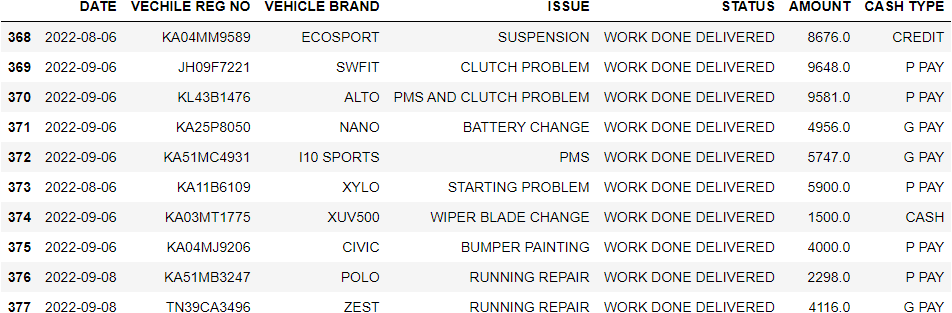 DATE VECHILE REG NO VEHICLE BRAND ISSUE STATUS AMOUNT CASH TYPE
368 2022-08-06 KA04MM9589 ECOSPORT SUSPENSION WORK DONE DELIVERED 8676.0 CREDIT
369 2022-09-06 JH09F7221 SWFIT CLUTCH PROBLEM WORK DONE DELIVERED 9648.0 P PAY
370 2022-09-06 KL43B1476 ALTO PMS AND CLUTCH PROBLEM WORK DONE DELIVERED 9581.0 P PAY
371 2022-09-06 KA25P8050 NANO BATTERY CHANGE WORK DONE DELIVERED 4956.0 G PAY
372 2022-09-06 KA51MC4931 I10 SPORTS PMS WORK DONE DELIVERED 5747.0 G PAY
373 2022-08-06 KA11B6109 XYLO STARTING PROBLEM WORK DONE DELIVERED 5900.0 P PAY
374 2022-09-06 KA03MT1775 XUV500 WIPER BLADE CHANGE WORK DONE DELIVERED 1500.0 CASH
375 2022-09-06 KA04MJ9206 CIVIC BUMPER PAINTING WORK DONE DELIVERED 4000.0 P PAY
376 2022-09-08 KA51MB3247 POLO RUNNING REPAIR WORK DONE DELIVERED 2298.0 P PAY
377 2022-09-08 TN39CA3496 ZEST RUNNING REPAIR WORK DONE DELIVERED 4116.0 G PAY